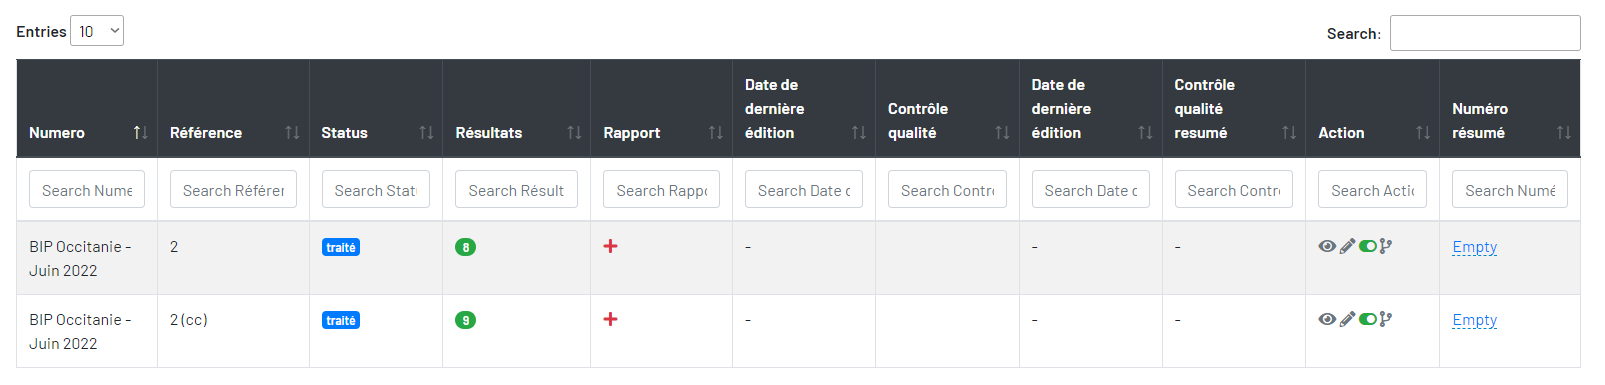 Entries 10
Search:
Numero
Référence
Status
Résultats
Rapport
Date de
dernière
édition
Contrôle
qualité
Date de
dernière
édition
Contrôle
qualité
resumé
Action
Numéro
résumé
Search Nume
Search Référer
Search Stat
Search Résult
Search Rappo
Search Date d
Search Contr
Search Date d
Search Contr
Search Actic
Search Numé
BIP Occitanie -
Juin 2022
2
traité
8
-
-
-
Empty
BIP Occitanie -
Juin 2022
2 (cc)
traité
9
-
-
-
Empty